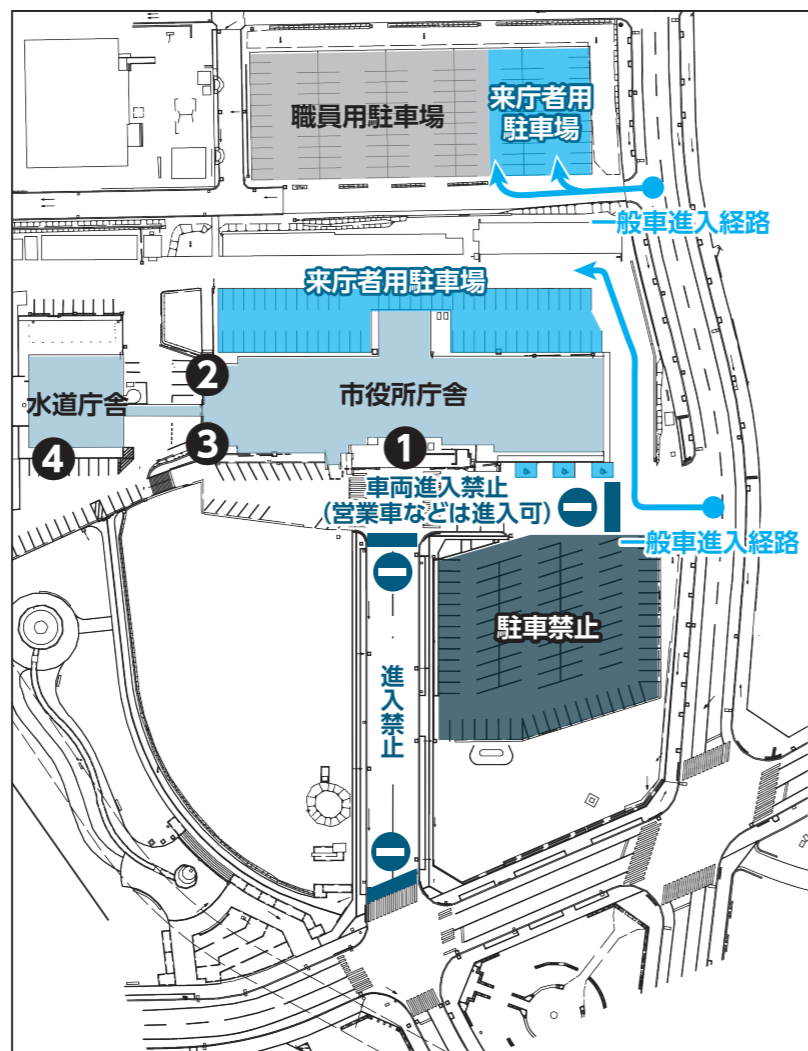 職員用駐車場
来庁者用
駐車場
一般車進入経路
来庁者用駐車場
2
水道庁舎
市役所庁舎
3
1
4
車両進入禁止
(営業車などは進入可)
一般車進入経路
駐車禁止
進入禁止